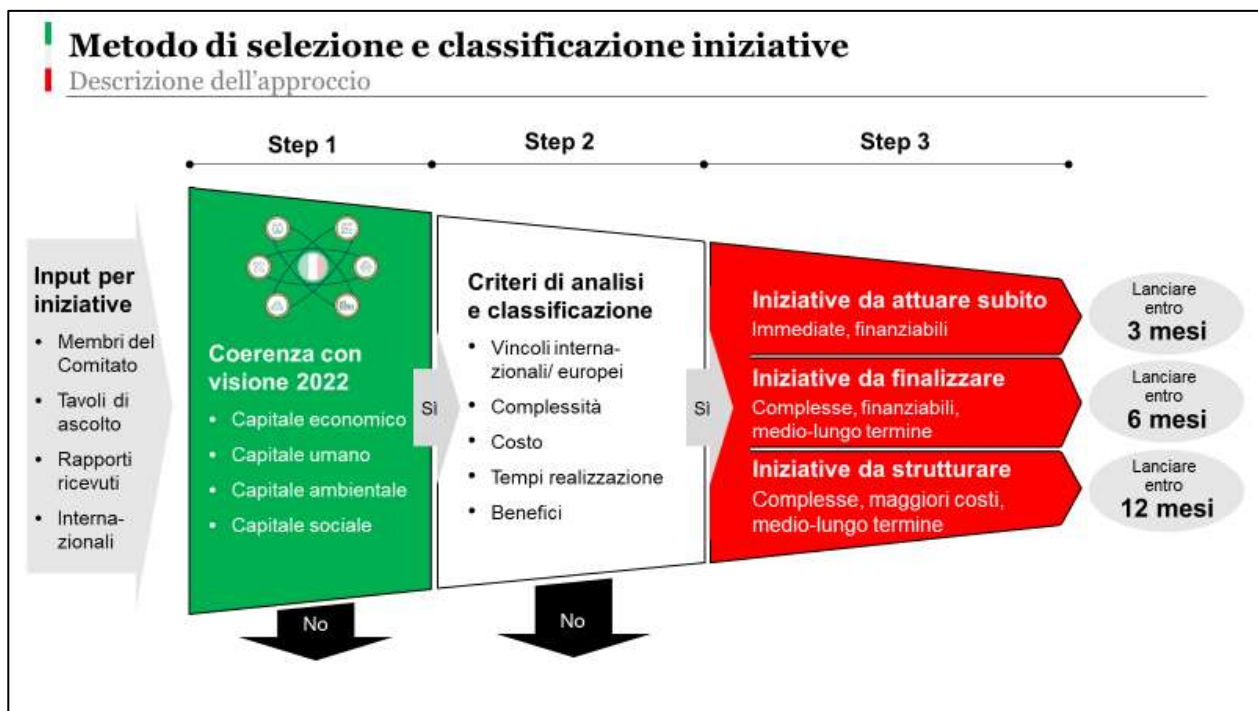 Metodo di selezione e classificazione iniziative
Descrizione dell'approccio
Step 1
Step 2
Step 3
Input per
iniziative
• Membri del
Comitato
• Tavoli di
ascolto
• Rapporti
ricevuti
• Interna-
zionali
Coerenza con
visione 2022
• Capitale economico
• Capitale umano
• Capitale ambientale
• Capitale sociale
No
Sì
Criteri di analisi
e classificazione
• Vincoli interna-
zionali/ europei
• Complessità
• Costo
• Tempi realizzazione
• Benefici
No
Sì
Iniziative da attuare subito
Immediate, finanziabili
Lanciare
entro
3 mesi
Iniziative da finalizzare
Complesse, finanziabili,
medio-lungo termine
Lanciare
entro
6 mesi
Iniziative da strutturare
Complesse, maggiori costi,
medio-lungo termine
Lanciare
entro
12 mesi